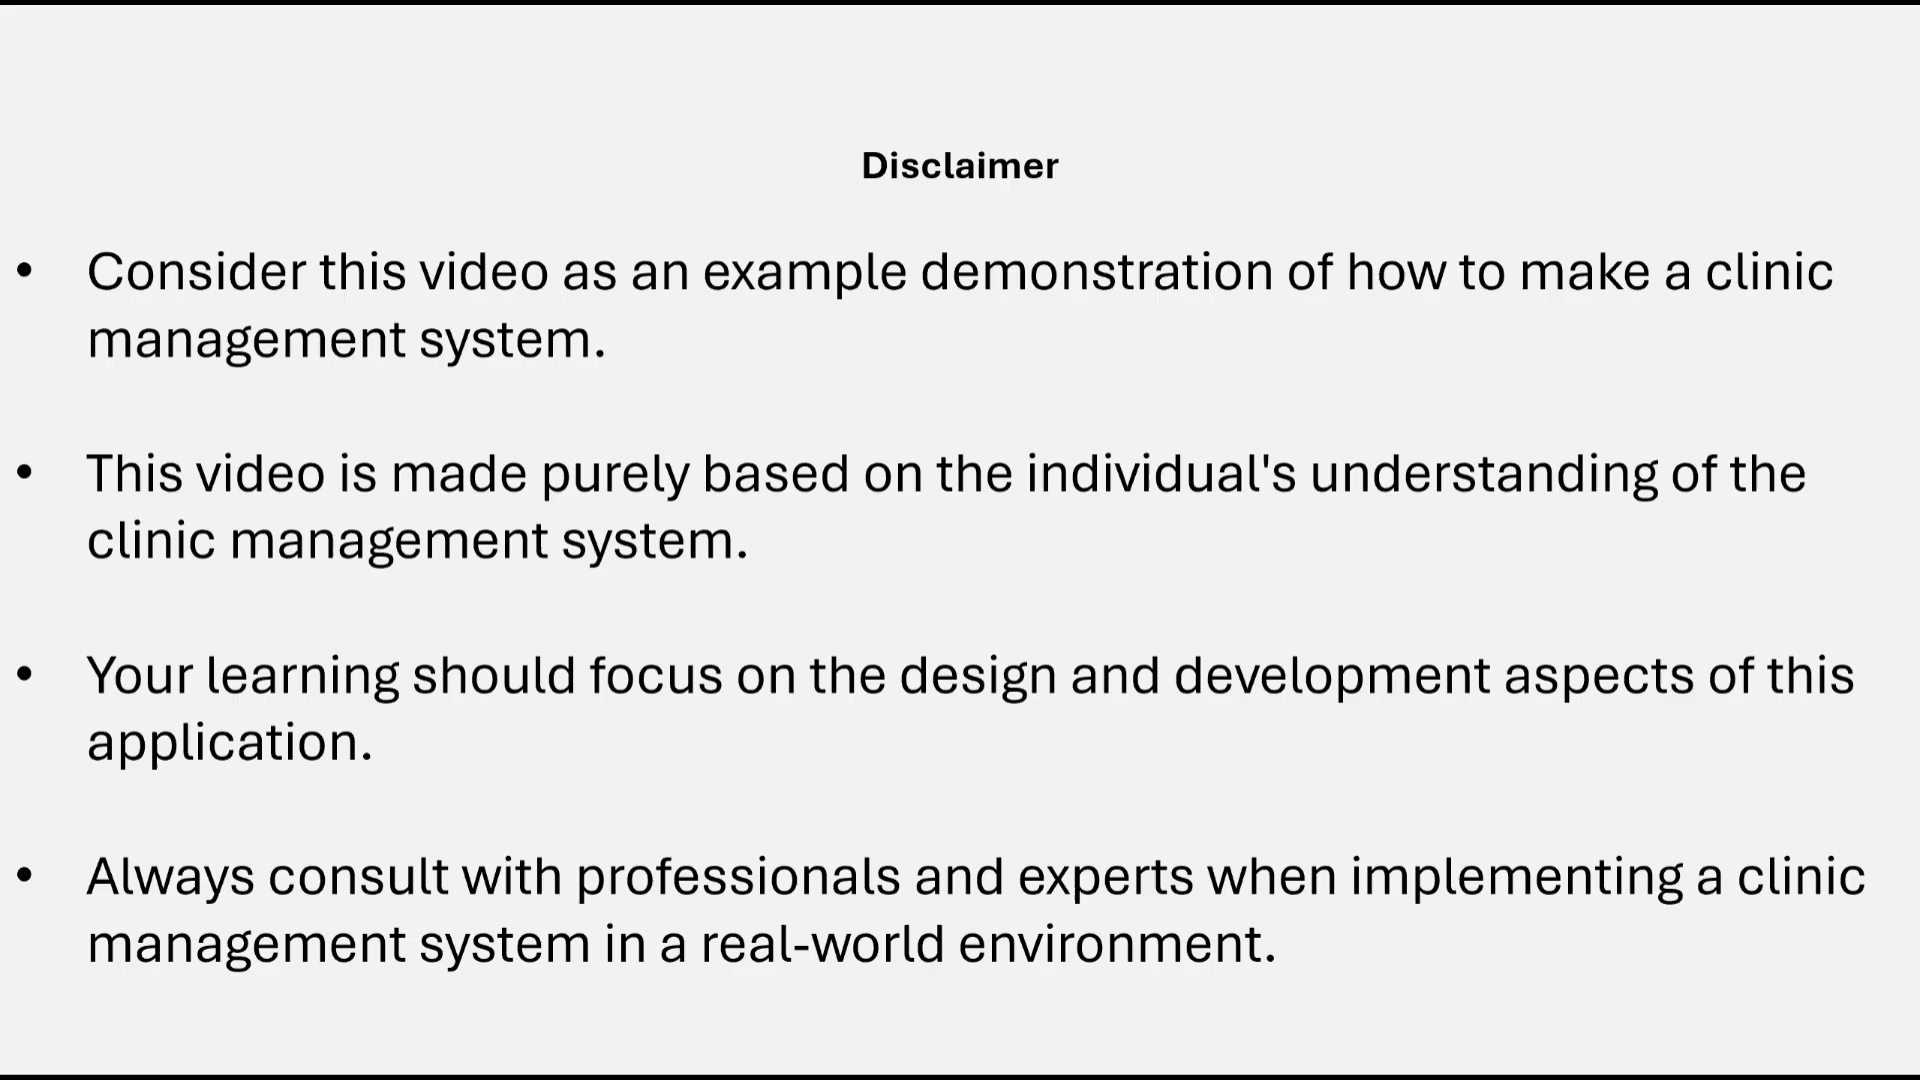 Disclaimer
• Consider this video as an example demonstration of how to make a clinic
management system.
• This video is made purely based on the individual's understanding of the
clinic management system.
• Your learning should focus on the design and development aspects of this
application.
• Always consult with professionals and experts when implementing a clinic
management system in a real-world environment.